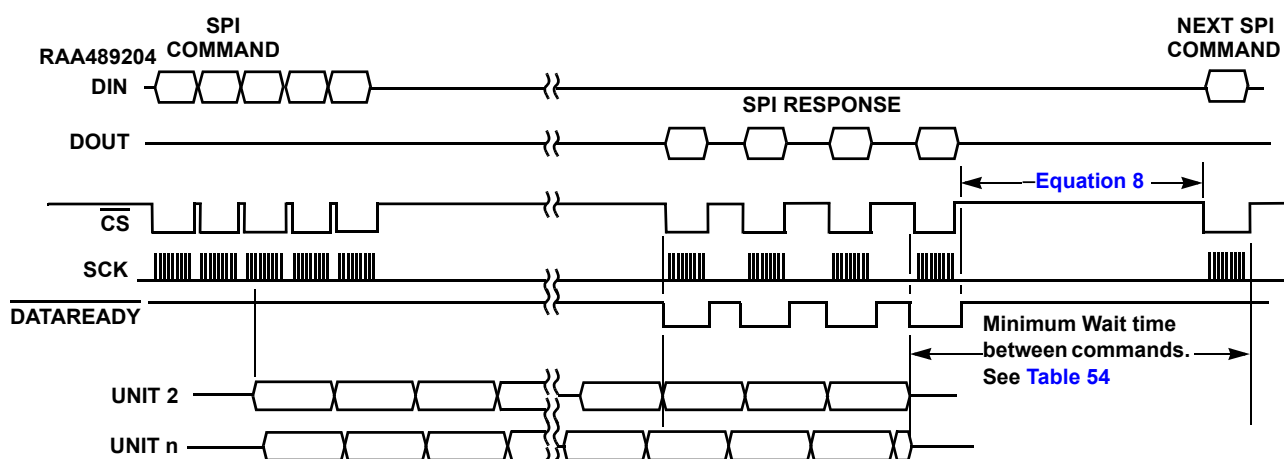 SPI
COMMAND
NEXT SPI
COMMAND
RAA489204
DIN
SPI RESPONSE
DOUT
–Equation 8
CS
SCK
DATAREADY
Minimum Wait time
between commands.
See Table 54
UNIT 2
UNIT n